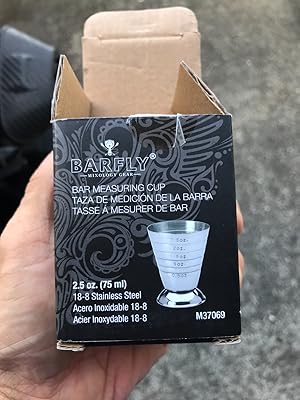 BARFLY®
MIXOLOGY GEAR
BAR MEASURING CUP
TAZA DE MEDICIÓN DE LA BARRA
TASSE À MESURER DE BAR
2.5 oz. (75 ml)
18-8 Stainless Steel
Acero Inoxidable 18-8
Acier Inoxydable 18-8
M37069